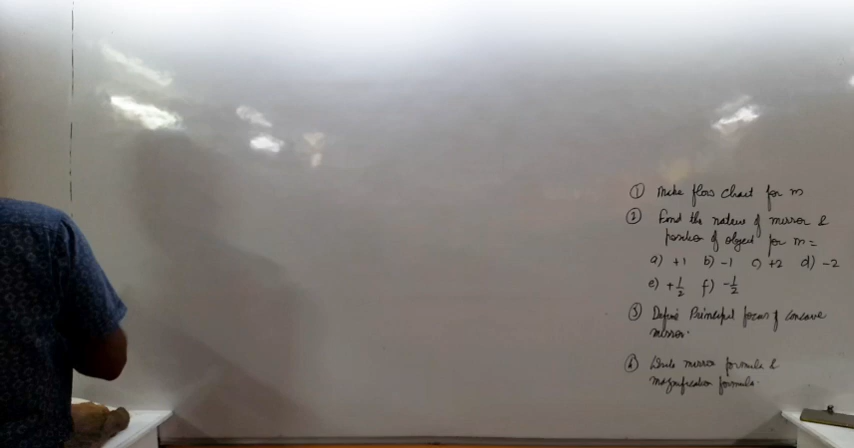 ① Make flow chart for m
② Find the nature of mirror &
position of object for m =
a) +1 b) -1 c) +2 d) -2
e) +1/2 f) -1/2
③ Define Principal focus of concave
mirror.
④ Write mirror formula &
magnification formula.